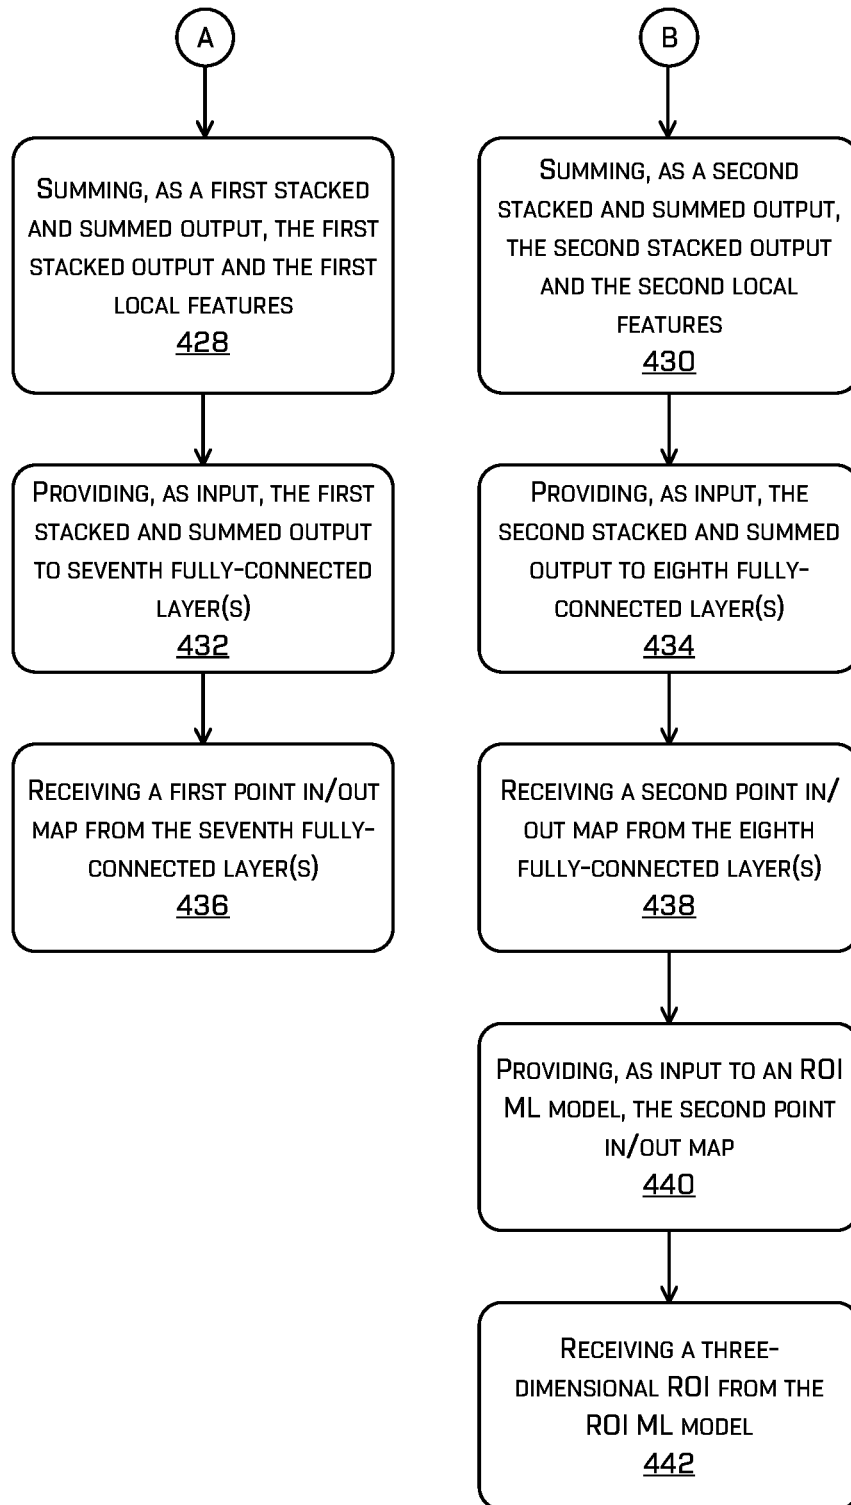 A
SUMMING, AS A FIRST STACKED
AND SUMMED OUTPUT, THE FIRST
STACKED OUTPUT AND THE FIRST
LOCAL FEATURES
428
PROVIDING, AS INPUT, THE FIRST
STACKED AND SUMMED OUTPUT
TO SEVENTH FULLY-CONNECTED
LAYER(S)
432
RECEIVING A FIRST POINT IN/OUT
MAP FROM THE SEVENTH FULLY-
CONNECTED LAYER(S)
436
B
SUMMING, AS A SECOND
STACKED AND SUMMED OUTPUT,
THE SECOND STACKED OUTPUT
AND THE SECOND LOCAL
FEATURES
430
PROVIDING, AS INPUT, THE
SECOND STACKED AND SUMMED
OUTPUT TO EIGHTH FULLY-
CONNECTED LAYER(S)
434
RECEIVING A SECOND POINT IN/
OUT MAP FROM THE EIGHTH
FULLY-CONNECTED LAYER(S)
438
PROVIDING, AS INPUT TO AN ROI
ML MODEL, THE SECOND POINT
IN/OUT MAP
440
RECEIVING A THREE-
DIMENSIONAL ROI FROM THE
ROI ML MODEL
442